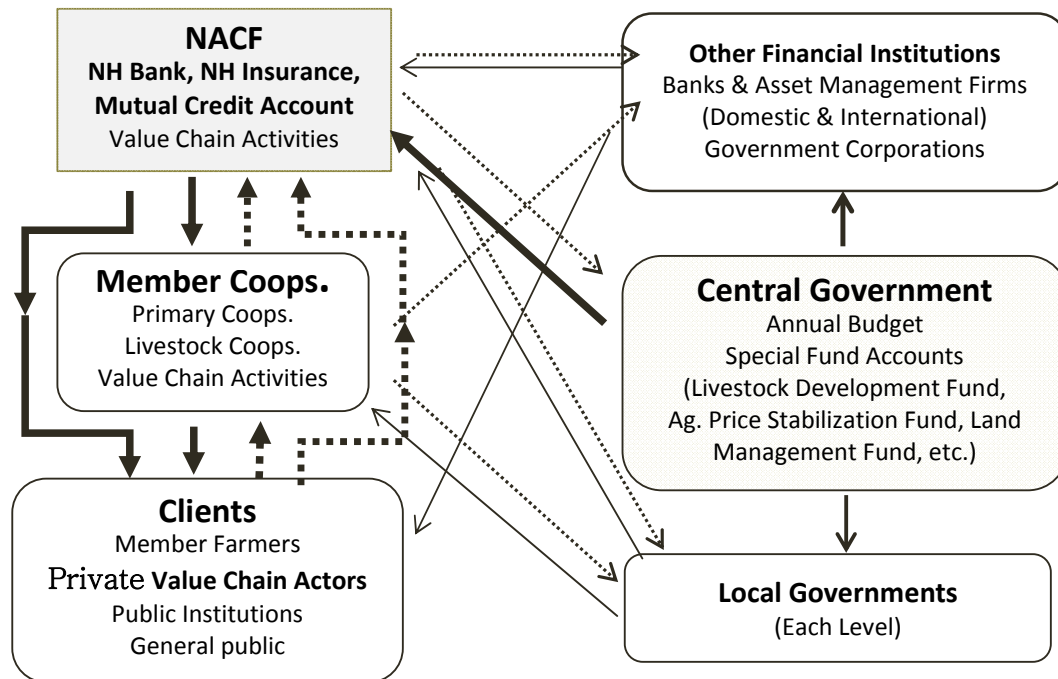 NACF
NH Bank, NH Insurance,
Mutual Credit Account
Value Chain Activities
Other Financial Institutions
Banks & Asset Management Firms
(Domestic & International)
Government Corporations
Member Coops.
Primary Coops.
Livestock Coops.
Value Chain Activities
Central Government
Annual Budget
Special Fund Accounts
(Livestock Development Fund,
Ag. Price Stabilization Fund, Land
Management Fund, etc.)
Clients
Member Farmers
Private Value Chain Actors
Public Institutions
General public
Local Governments
(Each Level)